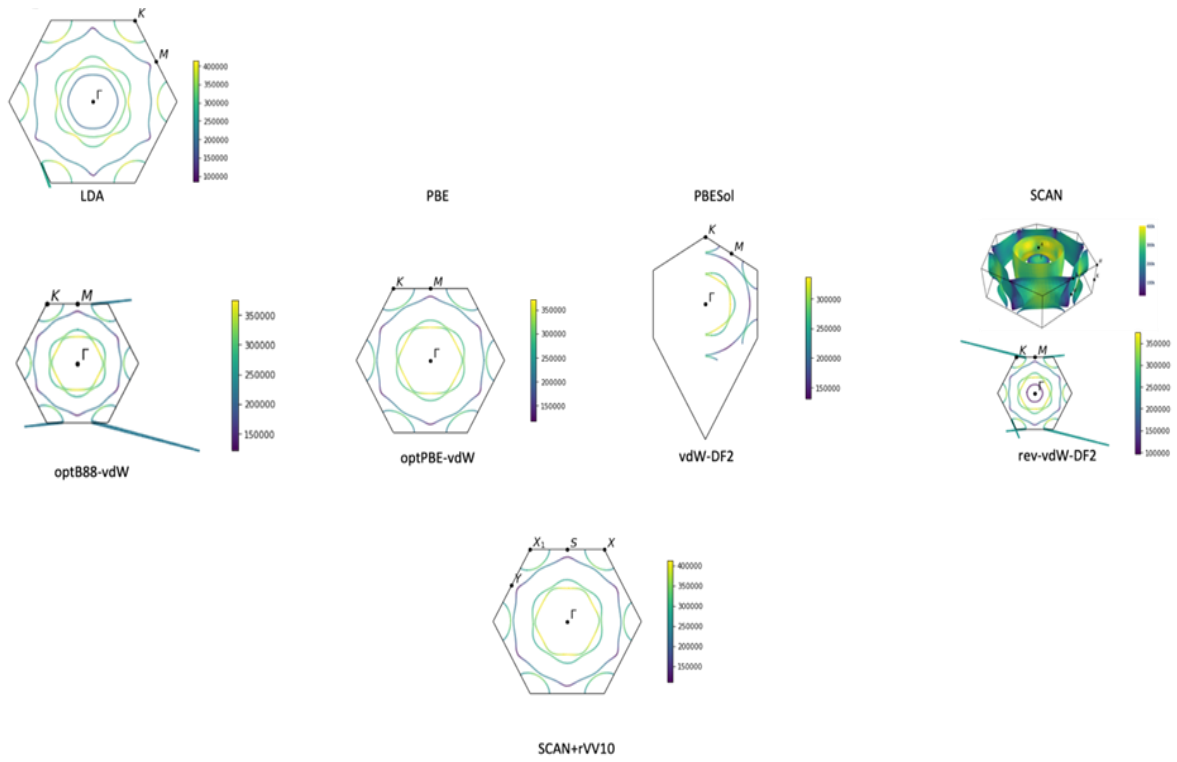 K
M
Γ
400000
350000
300000
250000
200000
150000
100000
LDA
PBE
PBESol
SCAN
K M
Γ
350000
300000
250000
200000
150000
optB88-vdW
K M
Γ
350000
300000
250000
200000
150000
optPBE-vdW
K
M
Γ
300000
250000
200000
150000
vdW-DF2
K M
Γ
350000
300000
250000
200000
150000
100000
rev-vdW-DF2
X₁ S X
Y
Γ
400000
350000
300000
250000
200000
150000
SCAN+rVV10